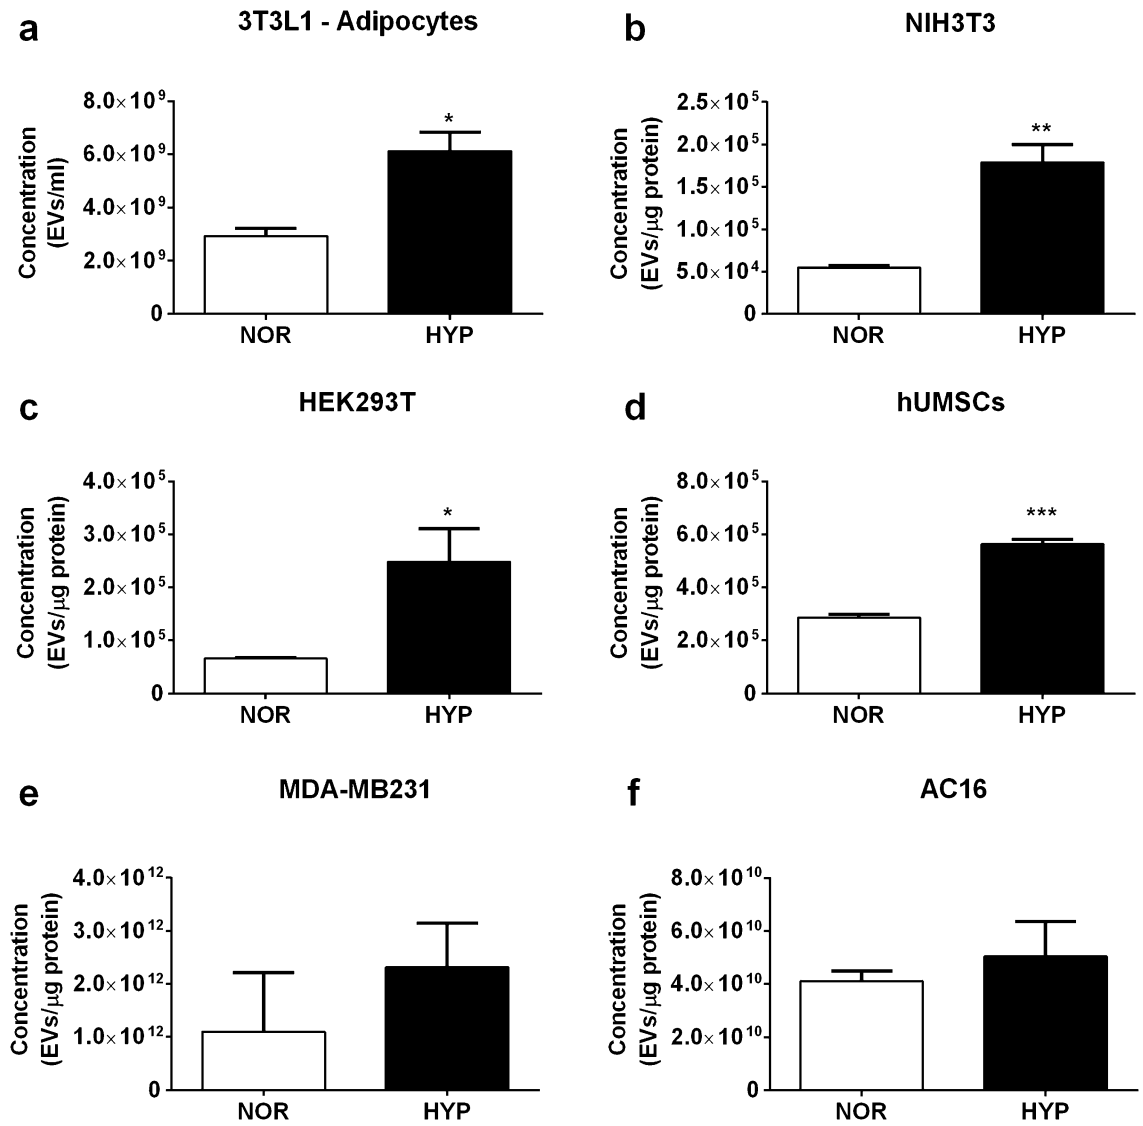 a
3T3L1 - Adipocytes
Concentration
(EVs/ml)
8.0×10⁹
6.0×10⁹
4.0×10⁹
2.0×10⁹
0
*
NOR
HYP
b
NIH3T3
Concentration
(EVs/μg protein)
2.5×10⁵
2.0×10⁵
1.5×10⁵
1.0×10⁵
5.0×10⁴
0
**
NOR
HYP
c
HEK293T
Concentration
(EVs/μg protein)
4.0×10⁵
3.0×10⁵
2.0×10⁵
1.0×10⁵
0
*
NOR
HYP
d
hUMSCs
Concentration
(EVs/μg protein)
8.0×10⁵
6.0×10⁵
4.0×10⁵
2.0×10⁵
0
***
NOR
HYP
e
MDA-MB231
Concentration
(EVs/μg protein)
4.0×10¹²
3.0×10¹²
2.0×10¹²
1.0×10¹²
0
NOR
HYP
f
AC16
Concentration
(EVs/μg protein)
8.0×10¹⁰
6.0×10¹⁰
4.0×10¹⁰
2.0×10¹⁰
0
NOR
HYP